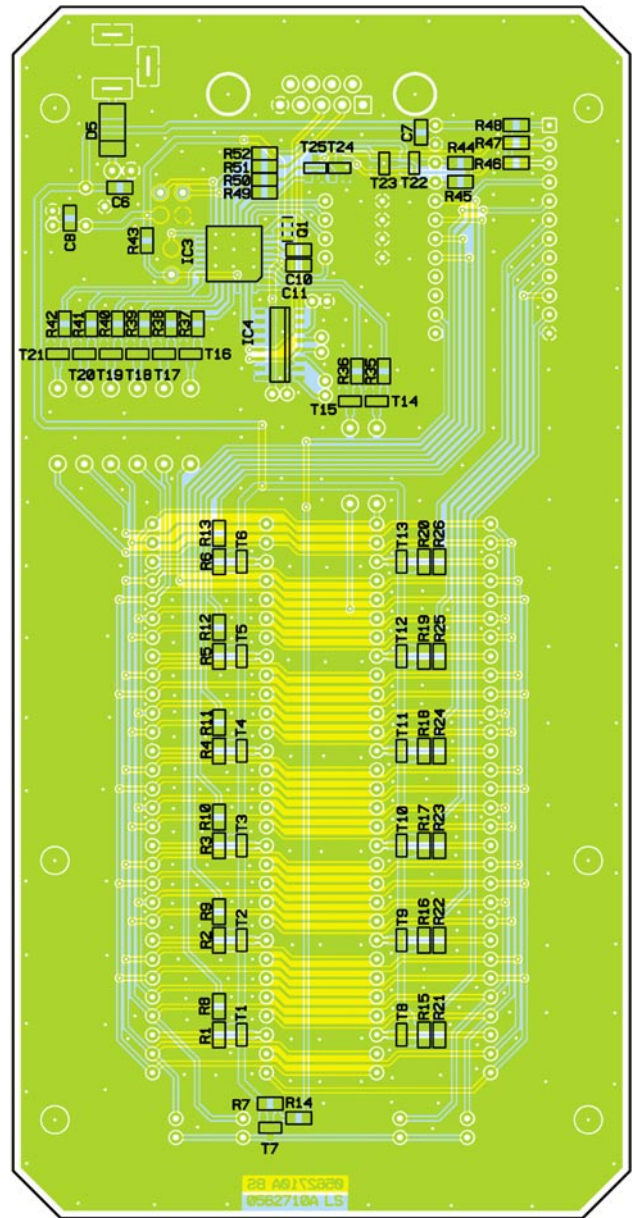 D5
C7
R48
R47
R44
R46
R45
R52
R51
R50
R49
T25T24
T23
T22
C6
C8
R43
IC3
Q1
C10
C11
IC4
R42
R41
R40
R39
R38
R37
T21
T20
T19
T18
T17
T16
R36
R35
T15
T14
R13
R6
T6
T13
R20
R26
R12
R5
T5
T12
R19
R25
R11
R4
T4
T11
R18
R24
R10
R3
T3
T10
R17
R23
R9
R2
T2
T9
R16
R22
R8
R1
T1
T8
R15
R21
R7
R14
T7
0562710A BS
0562710A LS